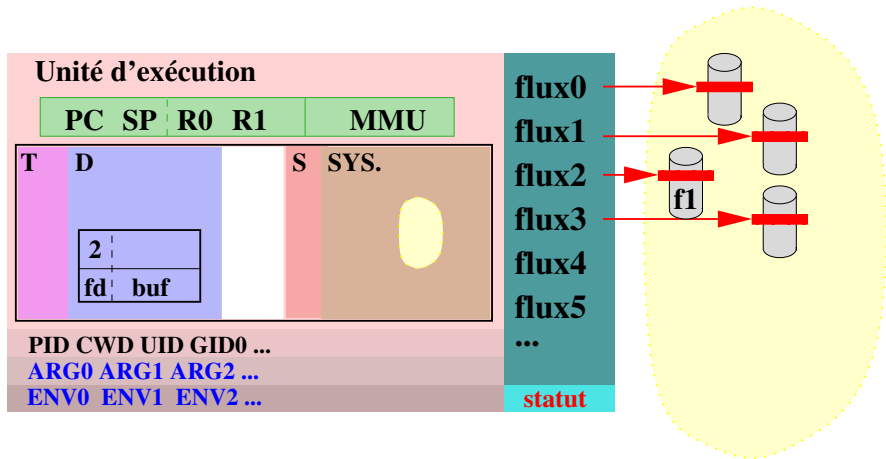 Unité d'exécution
PC SP R0 R1 MMU
T D S SYS.
2
fd buf
PID CWD UID GID0 ...
ARG0 ARG1 ARG2 ...
ENV0 ENV1 ENV2 ...
flux0
flux1
flux2
flux3
flux4
flux5
...
statut
f1